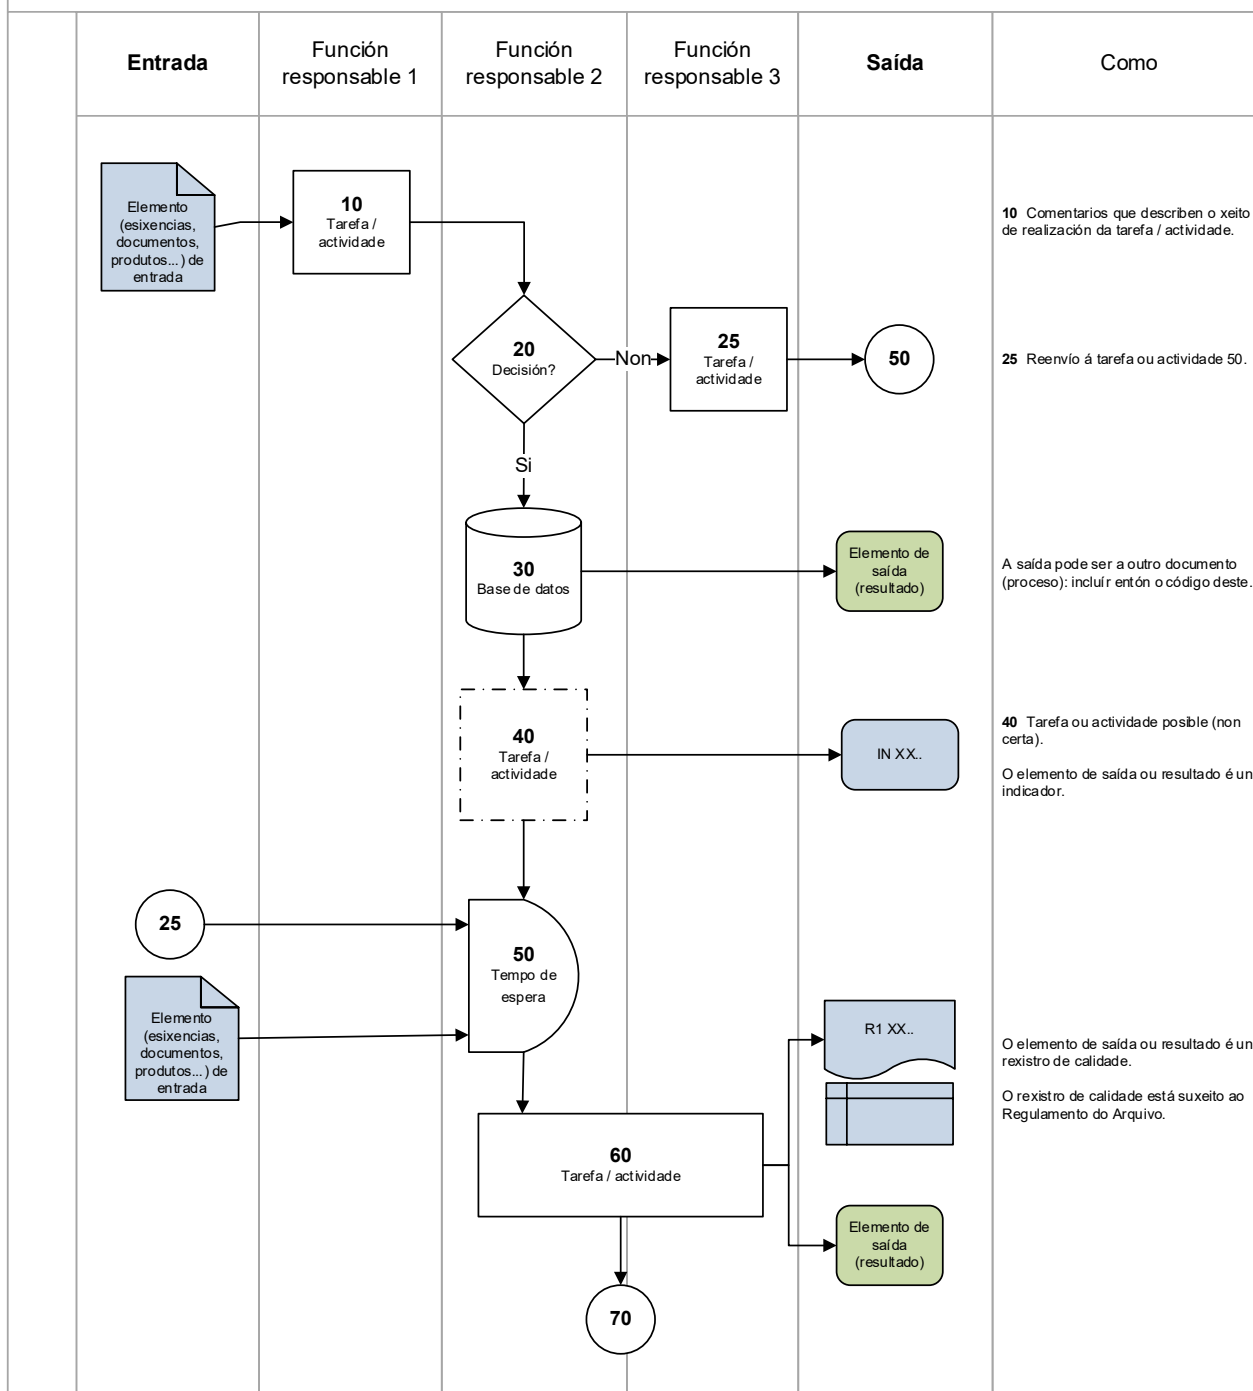 Entrada
Función
responsable 1
Función
responsable 2
Función
responsable 3
Saída
Como
Elemento
(esixencias,
documentos,
produtos...) de
entrada
10
Tarefa /
actividade
10 Comentarios que describen o xeito
de realización da tarefa / actividade.
20
Decisión?
Non
25
Tarefa /
actividade
50
25 Reenvío á tarefa ou actividade 50.
Si
30
Base de datos
Elemento de
saída
(resultado)
A saída pode ser a outro documento
(proceso): incluír entón o código deste.
40
Tarefa /
actividade
IN XX..
40 Tarefa ou actividade posible (non
certa).
O elemento de saída ou resultado é un
indicador.
25
50
Tempo de
espera
Elemento
(esixencias,
documentos,
produtos...) de
entrada
R1 XX..
O elemento de saída ou resultado é un
rexistro de calidade.
O rexistro de calidade está suxeito ao
Regulamento do Arquivo.
60
Tarefa / actividade
Elemento de
saída
(resultado)
70